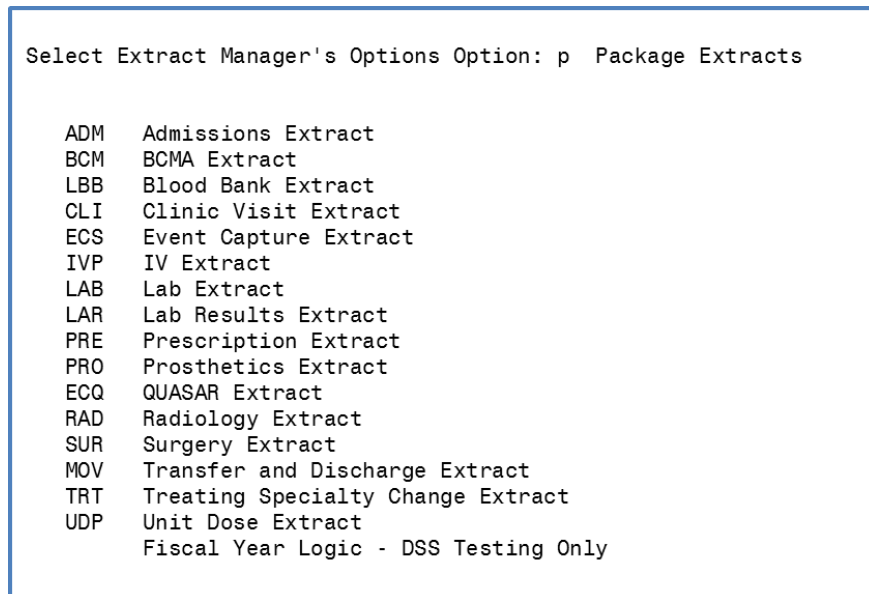 Select Extract Manager's Options Option: p  Package Extracts
ADM   Admissions Extract
BCM   BCMA Extract
LBB   Blood Bank Extract
CLI   Clinic Visit Extract
ECS   Event Capture Extract
IVP   IV Extract
LAB   Lab Extract
LAR   Lab Results Extract
PRE   Prescription Extract
PRO   Prosthetics Extract
ECQ   QUASAR Extract
RAD   Radiology Extract
SUR   Surgery Extract
MOV   Transfer and Discharge Extract
TRT   Treating Specialty Change Extract
UDP   Unit Dose Extract
Fiscal Year Logic - DSS Testing Only